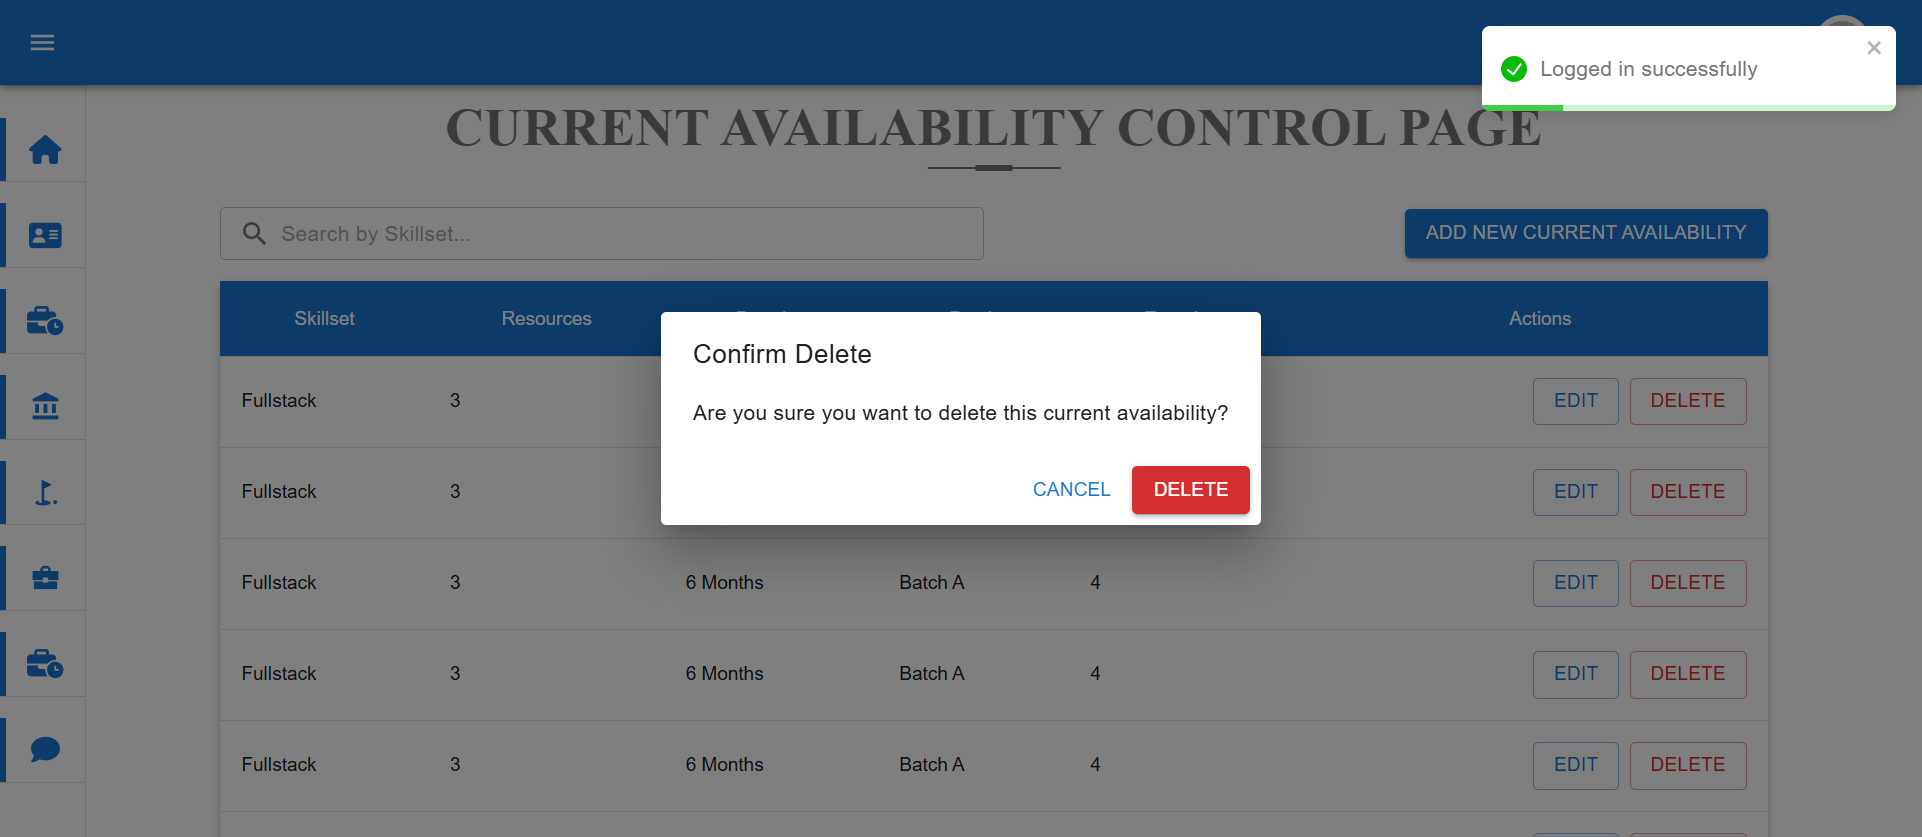 Logged in successfully
CURRENT AVAILABILITY CONTROL PAGE
Search by Skillset...
ADD NEW CURRENT AVAILABILITY
Skillset Resources Actions
Confirm Delete
Are you sure you want to delete this current availability?
CANCEL DELETE
Fullstack 3 EDIT DELETE
Fullstack 3 EDIT DELETE
Fullstack 3 6 Months Batch A 4 EDIT DELETE
Fullstack 3 6 Months Batch A 4 EDIT DELETE
Fullstack 3 6 Months Batch A 4 EDIT DELETE